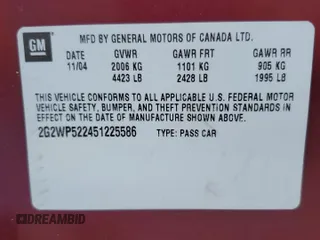 GM
MFD BY GENERAL MOTORS OF CANADA LTD.
DATE GVWR GAWR FRT GAWR RR
11/04 2006 KG 1101 KG 905 KG
4423 LB 2428 LB 1995 LB
THIS VEHICLE CONFORMS TO ALL APPLICABLE U.S. FEDERAL MOTOR
VEHICLE SAFETY, BUMPER, AND THEFT PREVENTION STANDARDS IN
EFFECT ON THE DATE OF MANUFACTURE SHOWN ABOVE.
2G2WP522451225586 TYPE: PASS CAR
BIDAMBID